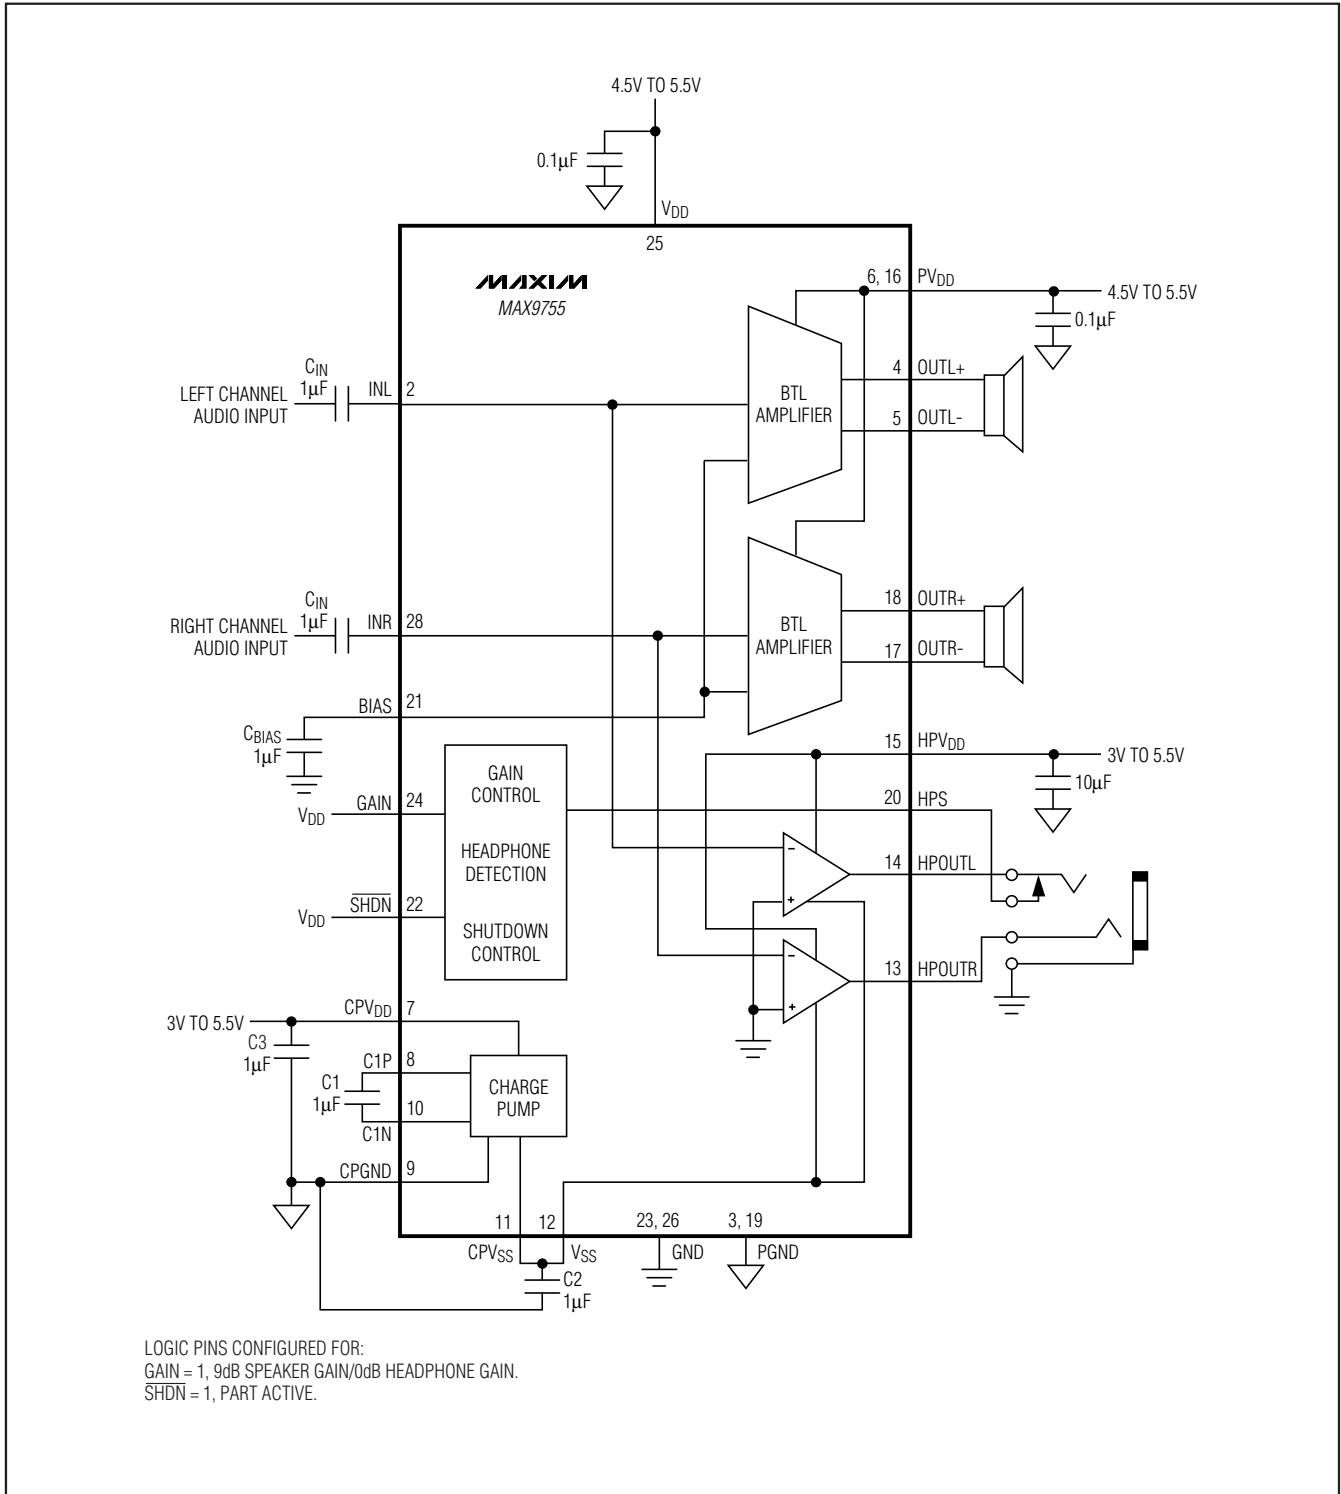 4.5V TO 5.5V
0.1µF
VDD
25
MAXIM
MAX9755
6, 16 PVDD
4.5V TO 5.5V
0.1µF
CIN
1µF
LEFT CHANNEL
AUDIO INPUT
INL 2
BTL
AMPLIFIER
4 OUTL+
5 OUTL-
CIN
1µF
RIGHT CHANNEL
AUDIO INPUT
INR 28
BTL
AMPLIFIER
18 OUTR+
17 OUTR-
BIAS 21
CBIAS
1µF
15 HPVDD
3V TO 5.5V
10µF
GAIN
CONTROL
HEADPHONE
DETECTION
SHUTDOWN
CONTROL
VDD GAIN 24
20 HPS
−
+
14 HPOUTL
VDD SHDN 22
−
+
13 HPOUTR
CPVDD 7
3V TO 5.5V
C3
1µF
C1P 8
C1
1µF
10
C1N
CHARGE
PUMP
CPGND 9
11 12
CPVSS VSS
C2
1µF
23, 26
GND
3, 19
PGND
LOGIC PINS CONFIGURED FOR:
GAIN = 1, 9dB SPEAKER GAIN/0dB HEADPHONE GAIN.
SHDN = 1, PART ACTIVE.